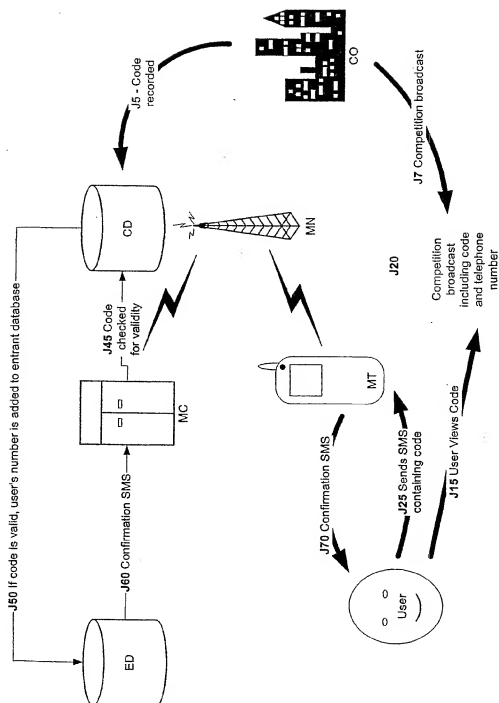 J50 If code is valid, user's number is added to entrant database
ED
J60 Confirmation SMS
MC
J45 Code
checked
for validity
CD
J5 - Code
recorded
CO
MN
J7 Competition broadcast
J20
Competition
broadcast
including code
and telephone
number
MT
J70 Confirmation SMS
J25 Sends SMS
containing code
J15 User Views Code
User